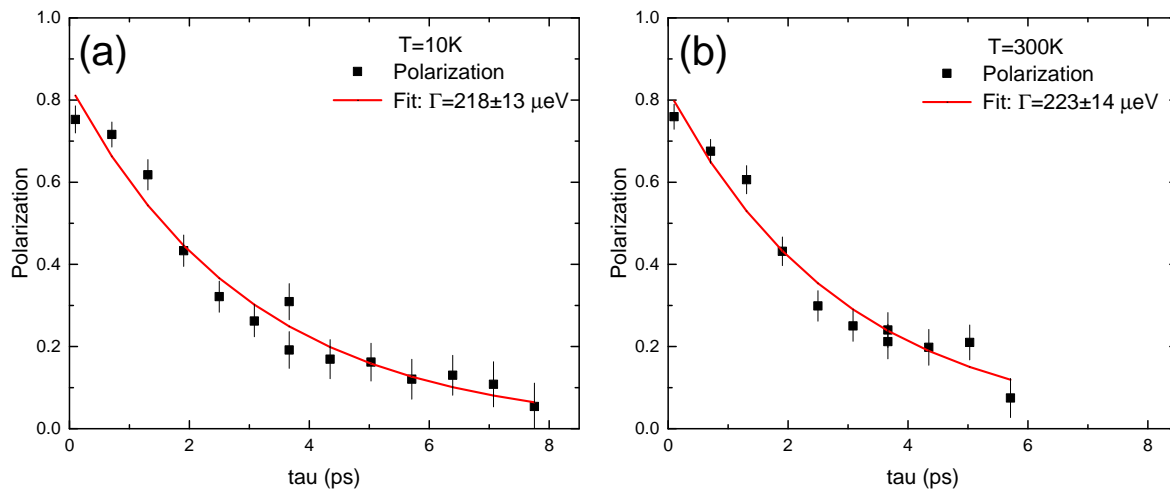 (a)
T=10K
Polarization
Fit: Γ=218±13 μeV
1.0
0.8
0.6
0.4
0.2
0.0
Polarization
0
2
4
6
8
tau (ps)
(b)
T=300K
Polarization
Fit: Γ=223±14 μeV
1.0
0.8
0.6
0.4
0.2
0.0
Polarization
0
2
4
6
8
tau (ps)